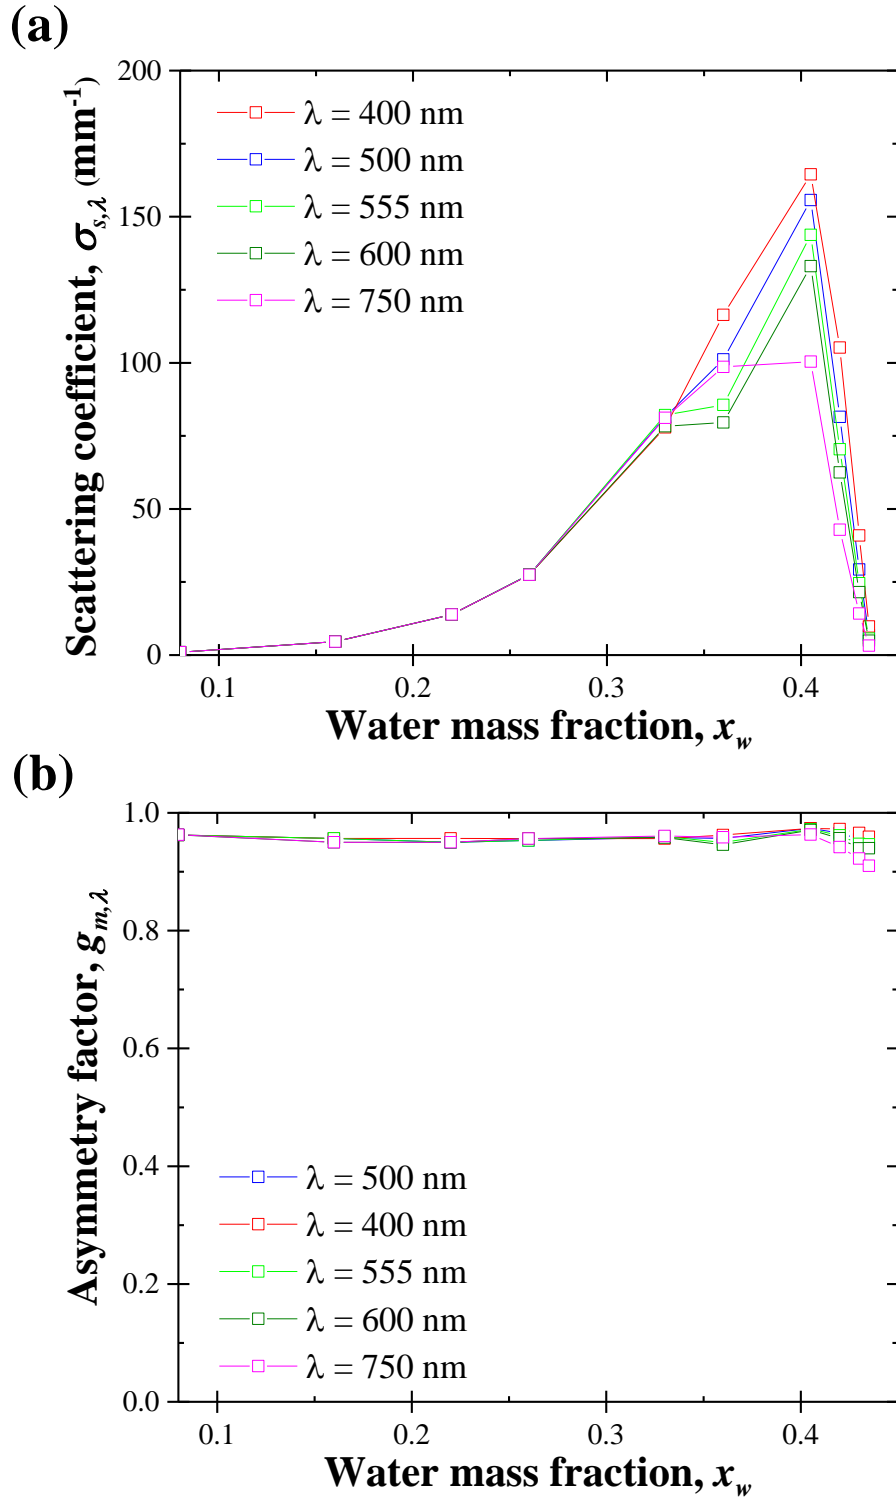 (a)
200
150
100
50
0
Scattering coefficient, σs,λ (mm-1)
λ = 400 nm
λ = 500 nm
λ = 555 nm
λ = 600 nm
λ = 750 nm
0.1 0.2 0.3 0.4
Water mass fraction, xw
(b)
1.0
0.8
0.6
0.4
0.2
0.0
Asymmetry factor, gm,λ
λ = 500 nm
λ = 400 nm
λ = 555 nm
λ = 600 nm
λ = 750 nm
0.1 0.2 0.3 0.4
Water mass fraction, xw